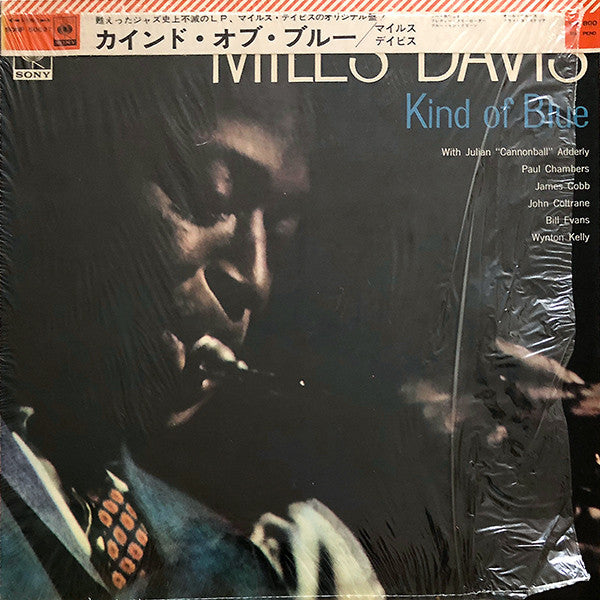 甦えったジャズ史上不滅のLP、マイルス・デイビスのオリジナル盤!
カインド・オブ・ブルー/マイルス デイビス
SONY
MILES DAVIS
Kind of Blue
With Julian "Cannonball" Adderly
Paul Chambers
James Cobb
John Coltrane
Bill Evans
Wynton Kelly